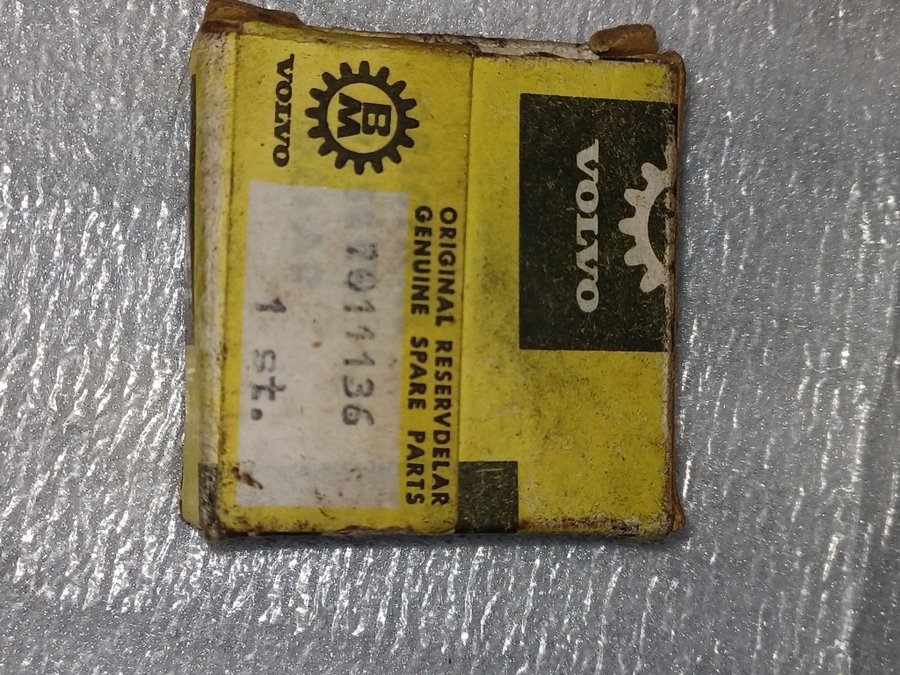 VOLVO
ORIGINAL RESERVDELAR
GENUINE SPARE PARTS
7011136
1 st.
BM
VOLVO